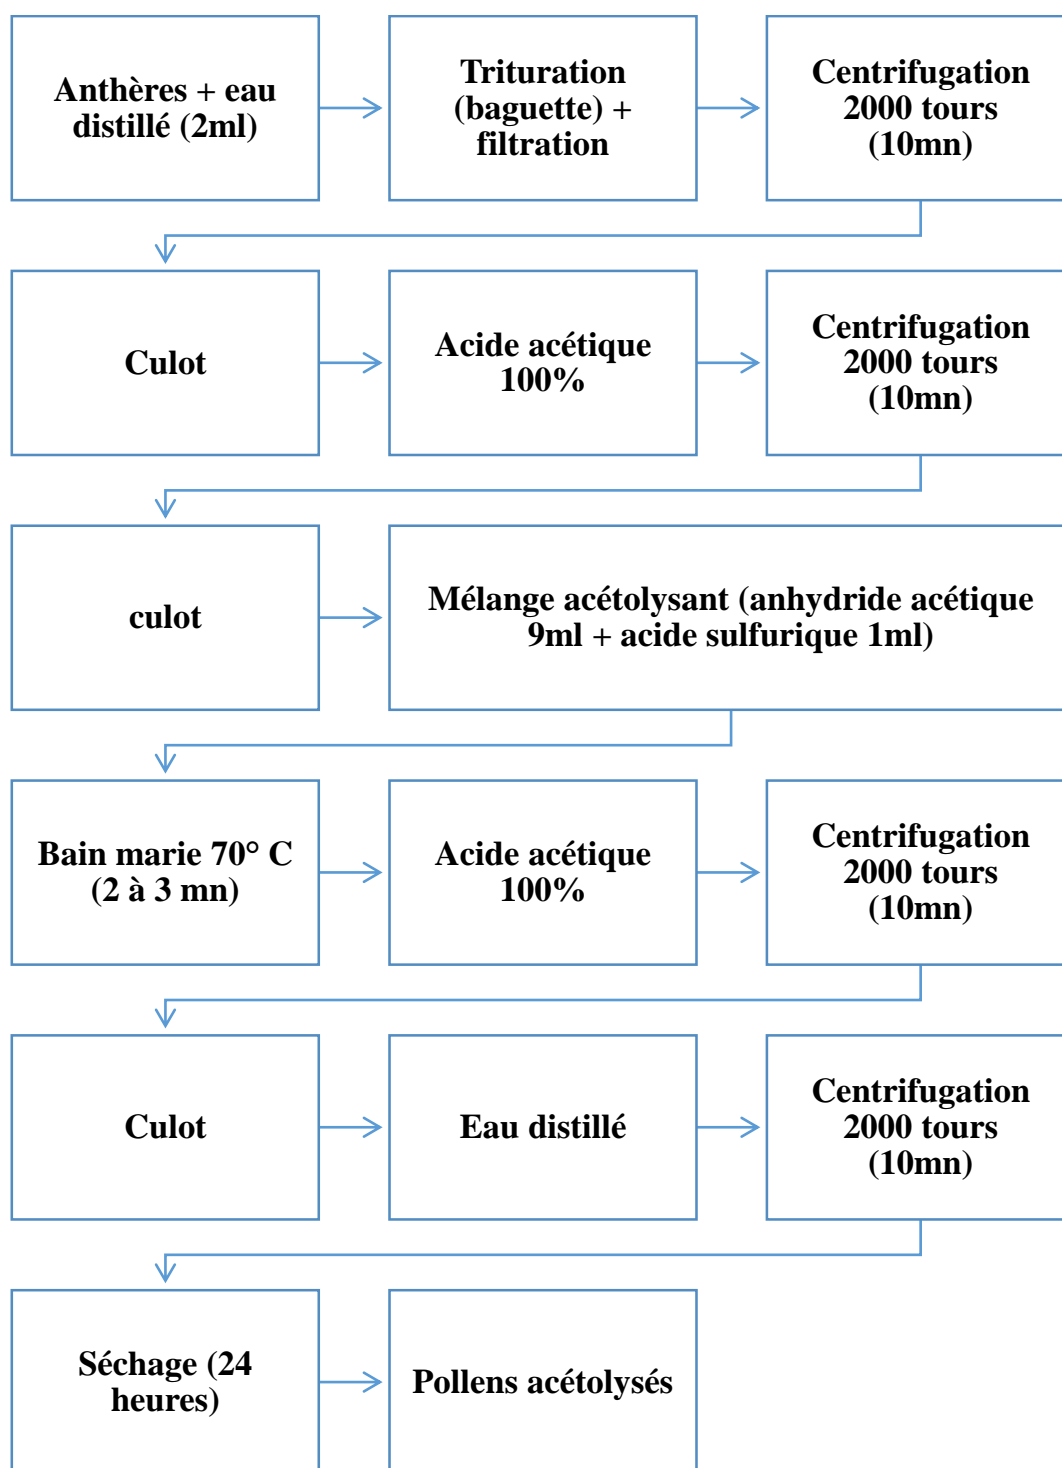 Anthères + eau
distillé (2ml)
Trituration
(baguette) +
filtration
Centrifugation
2000 tours
(10mn)
Culot
Acide acétique
100%
Centrifugation
2000 tours
(10mn)
culot
Mélange acétolysant (anhydride acétique
9ml + acide sulfurique 1ml)
Bain marie 70° C
(2 à 3 mn)
Acide acétique
100%
Centrifugation
2000 tours
(10mn)
Culot
Eau distillé
Centrifugation
2000 tours
(10mn)
Séchage (24
heures)
Pollens acétolysés